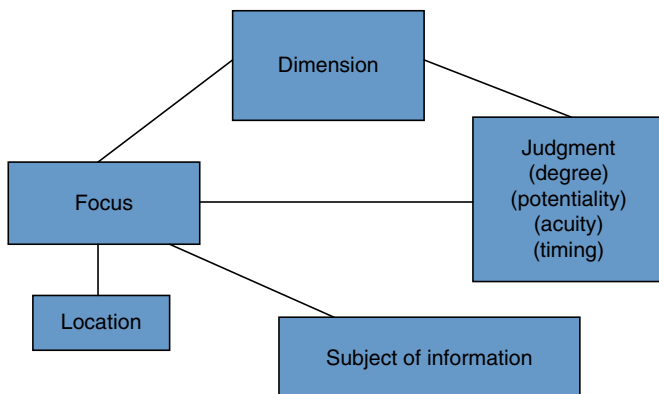 Dimension
Judgment
(degree)
(potentiality)
(acuity)
(timing)
Focus
Location
Subject of information